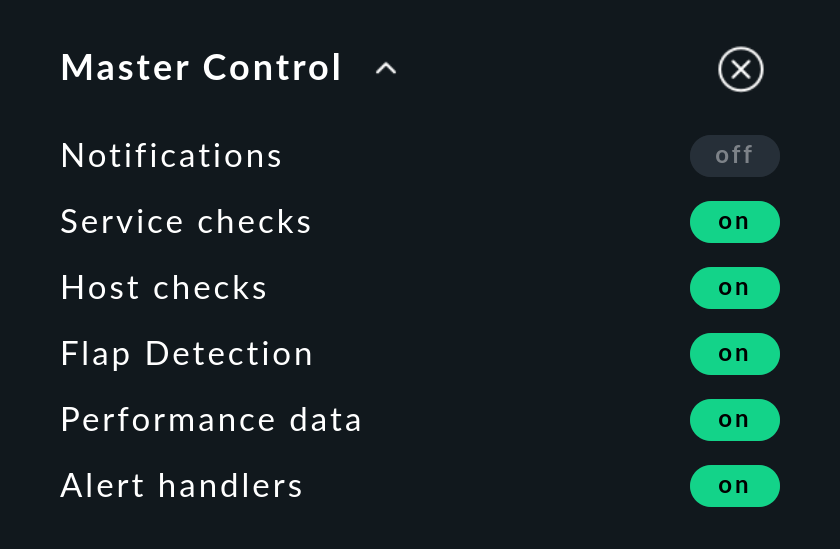 Master Control
Notifications off
Service checks on
Host checks on
Flap Detection on
Performance data on
Alert handlers on